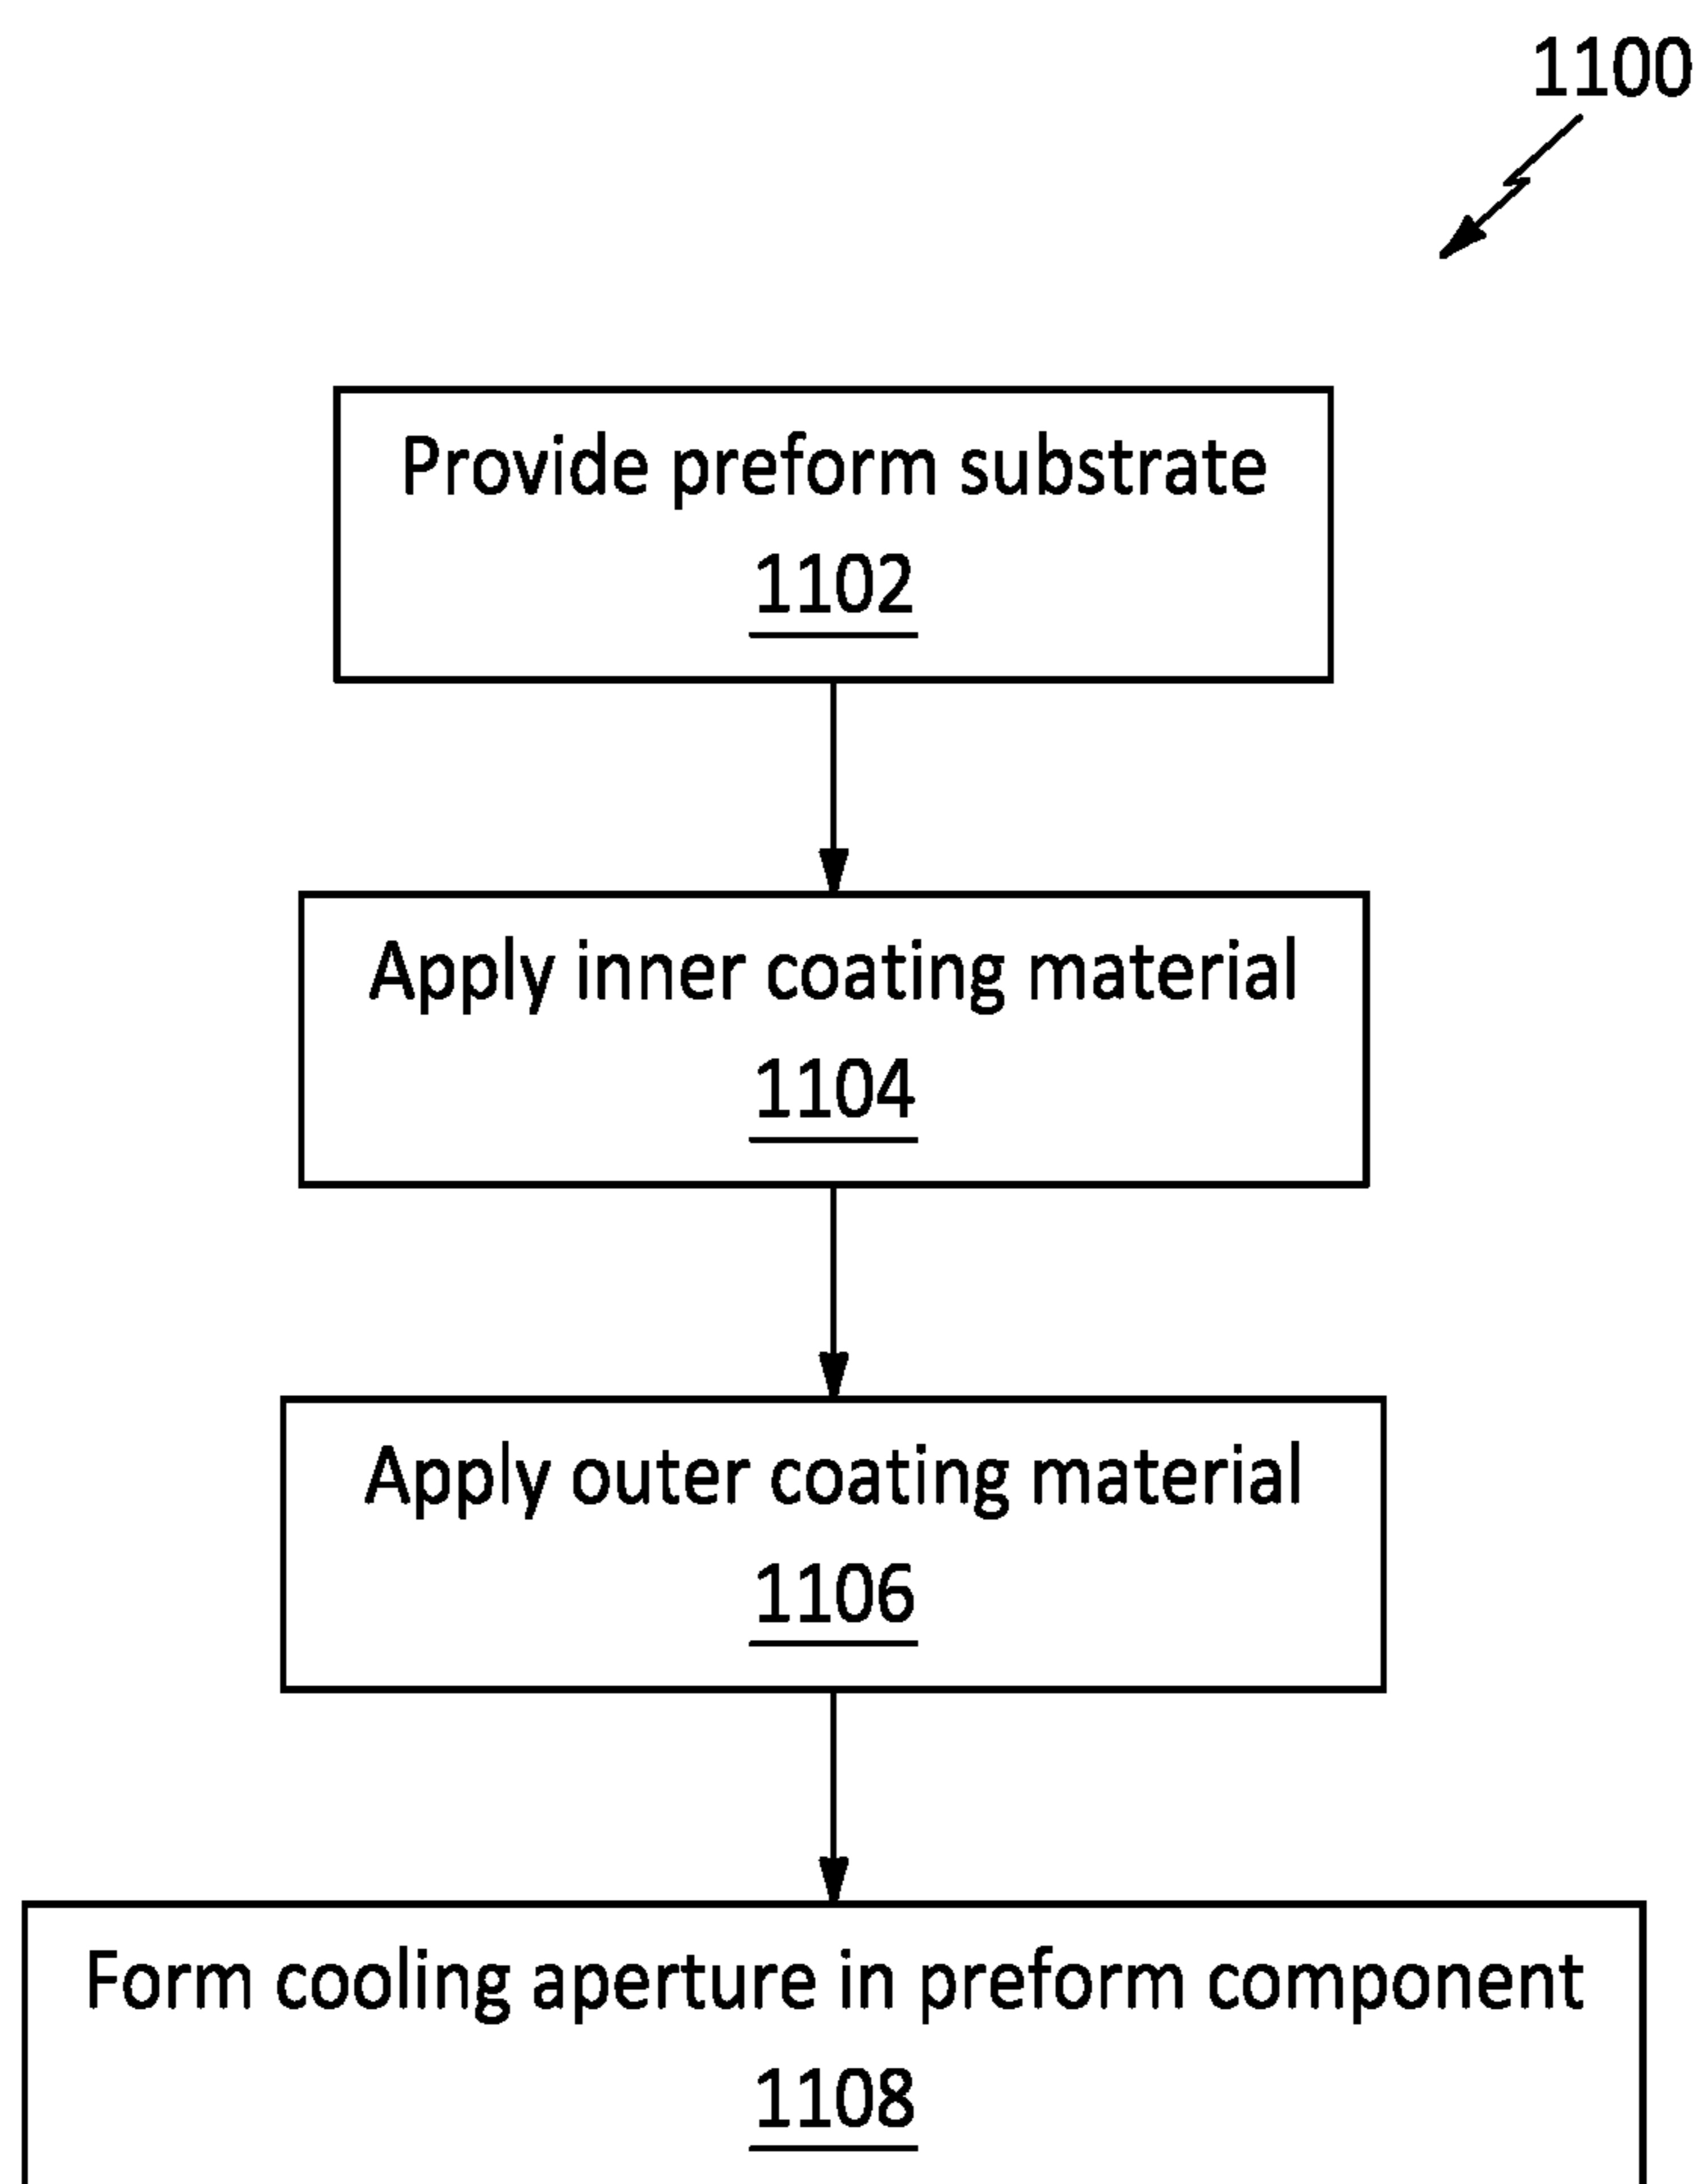 1100
Provide preform substrate
1102
Apply inner coating material
1104
Apply outer coating material
1106
Form cooling aperture in preform component
1108